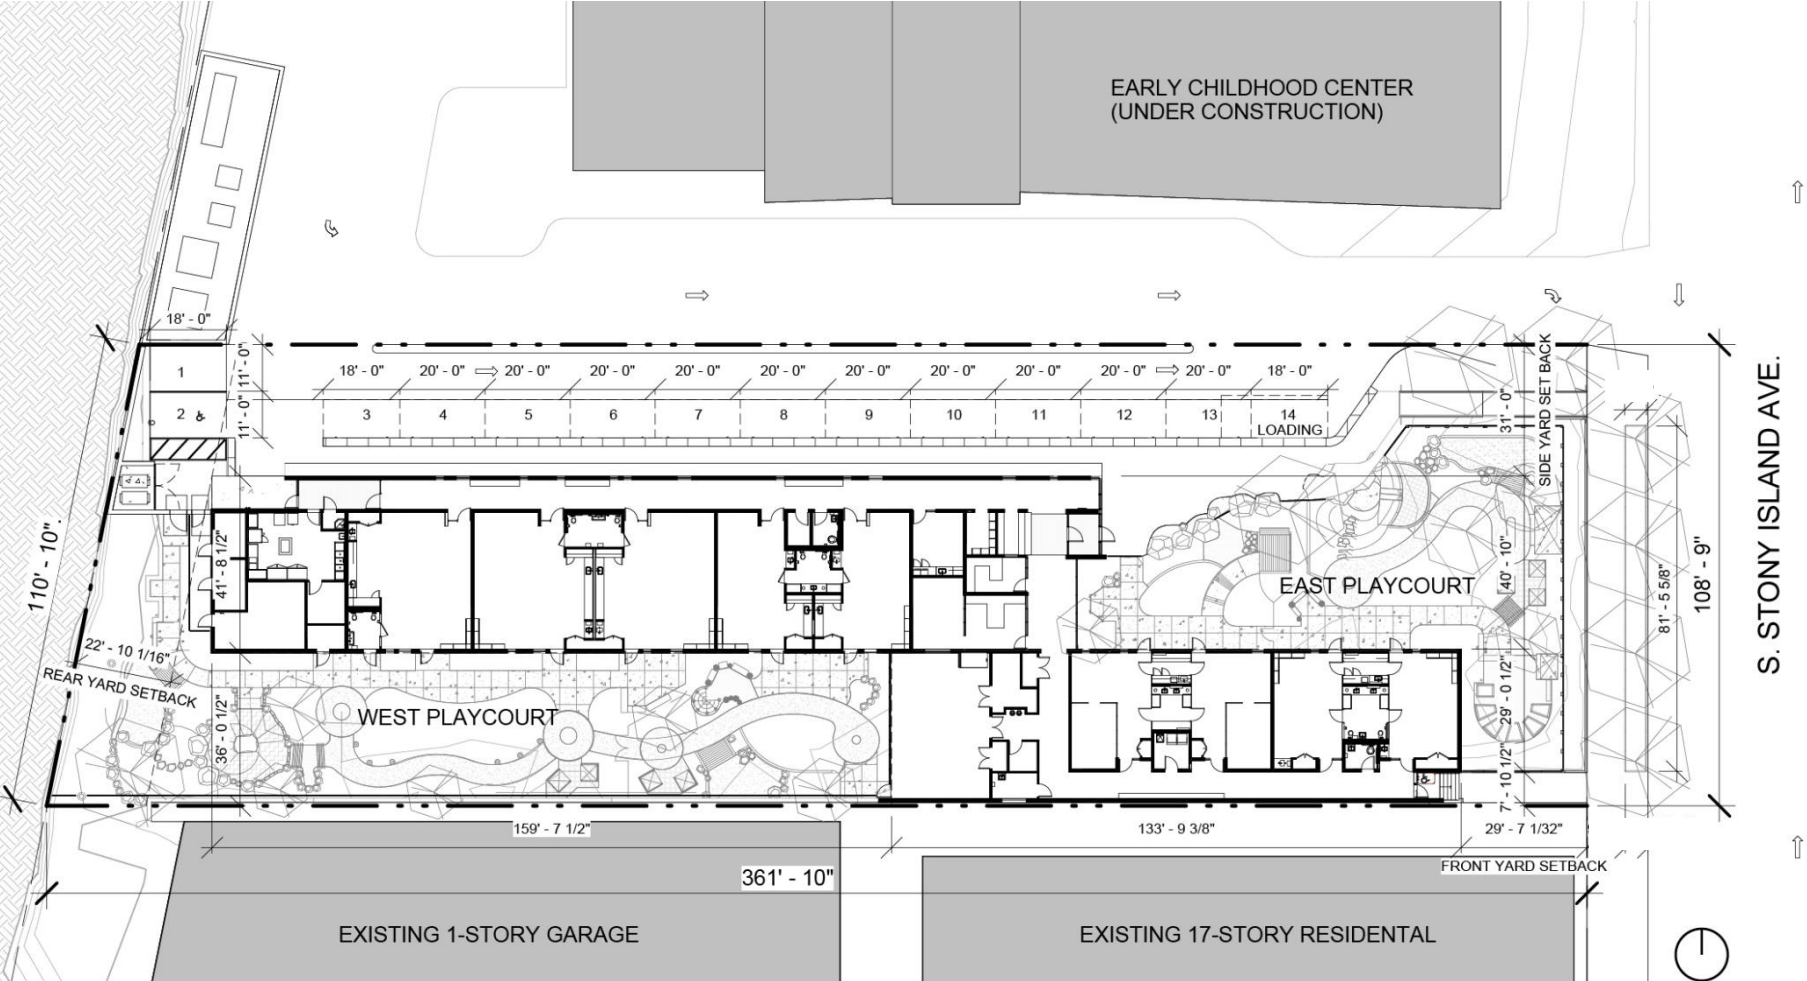 EARLY CHILDHOOD CENTER
(UNDER CONSTRUCTION)
18' - 0"
1
2
11' - 0"
11' - 0"
18' - 0"
20' - 0"
20' - 0"
20' - 0"
20' - 0"
20' - 0"
20' - 0"
20' - 0"
20' - 0"
20' - 0"
20' - 0"
18' - 0"
3
4
5
6
7
8
9
10
11
12
13
14
LOADING
31' - 0"
SIDE YARD SET BACK
S. STONY ISLAND AVE.
110' - 10".
41' - 8 1/2"
EAST PLAYCOURT
40' - 10"
81' - 5 5/8"
108' - 9"
22' - 10 1/16"
REAR YARD SETBACK
36' - 0 1/2"
WEST PLAYCOURT
29' - 0 1/2"
7' - 10 1/2"
159' - 7 1/2"
133' - 9 3/8"
29' - 7 1/32"
FRONT YARD SETBACK
361' - 10"
EXISTING 1-STORY GARAGE
EXISTING 17-STORY RESIDENTAL